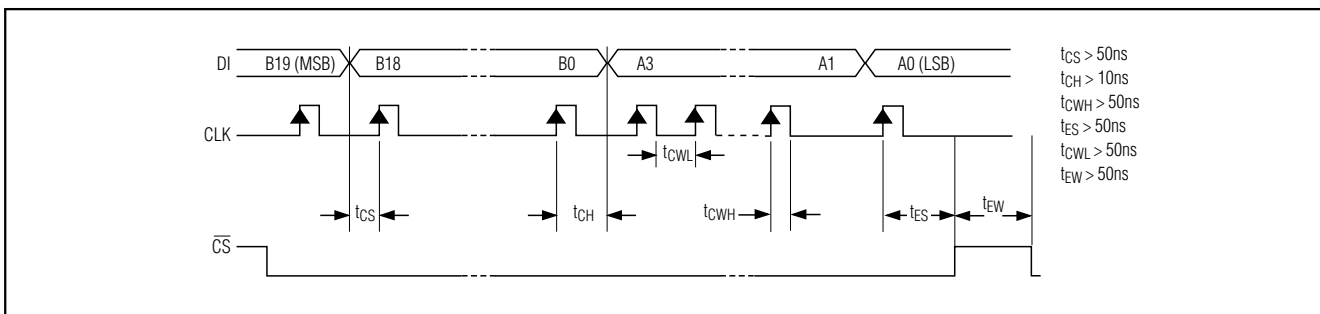 DI B19 (MSB) B18 B0 A3 A1 A0 (LSB)
CLK
tCWL
tCS tCH tCWH tES tEW
CS
tCS > 50ns
tCH > 10ns
tCWH > 50ns
tES > 50ns
tCWL > 50ns
tEW > 50ns